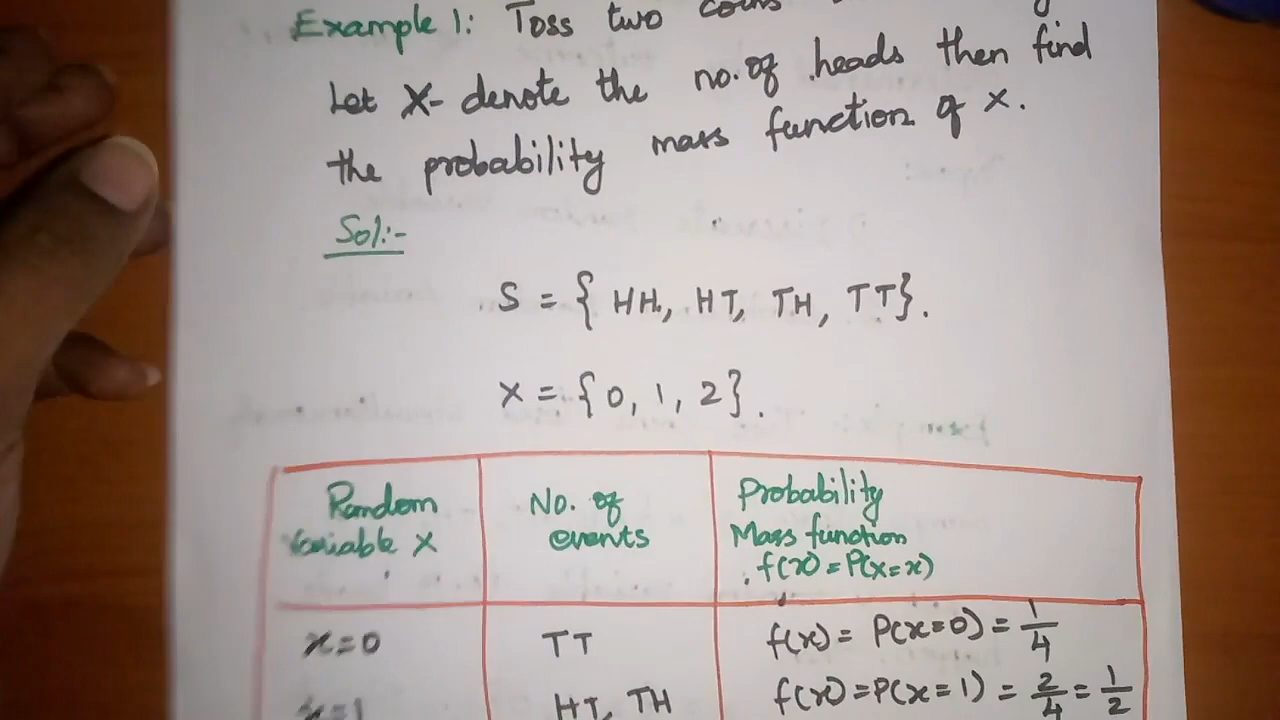 Example 1: Toss two coins
Let X- denote the no. of heads then find
the probability mass function of X.
Sol:-
S = { HH, HT, TH, TT}.
X = {0, 1, 2}.
Random Variable X
No. of events
Probability Mass function f(x) = P(X=x)
x=0
TT
f(x) = P(X=0) = 1/4
x=1
HT, TH
f(x) = P(X=1) = 2/4 = 1/2